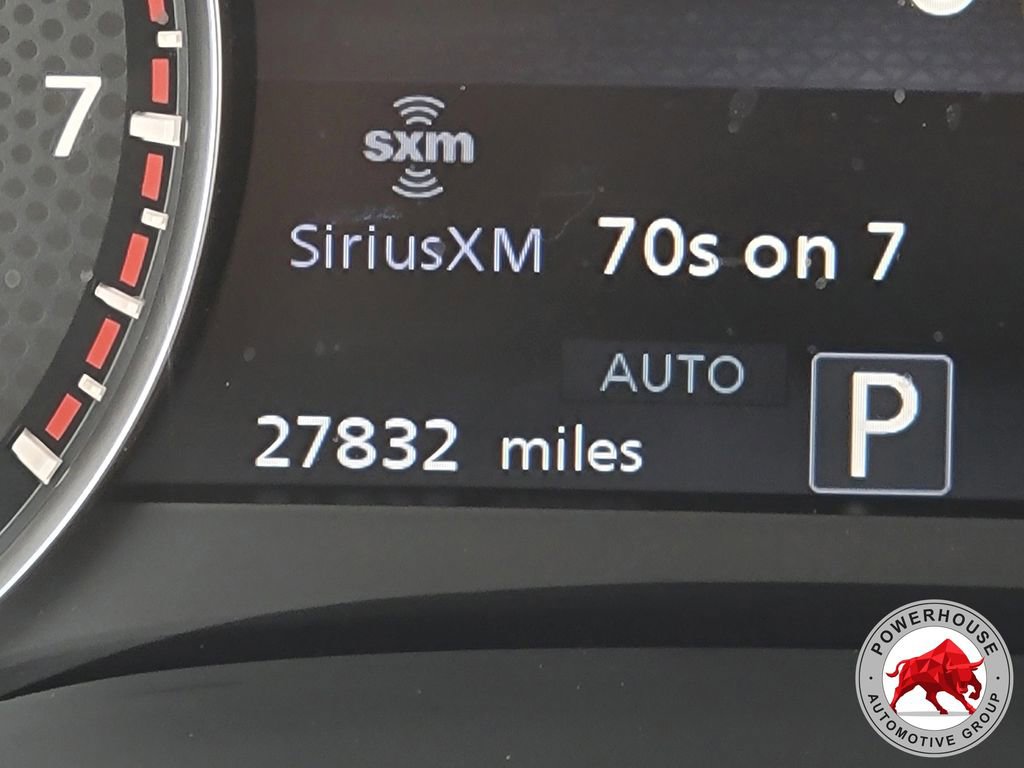 7
sxm
SiriusXM 70s on 7
AUTO
P
27832 miles
POWERHOUSE
AUTOMOTIVE GROUP